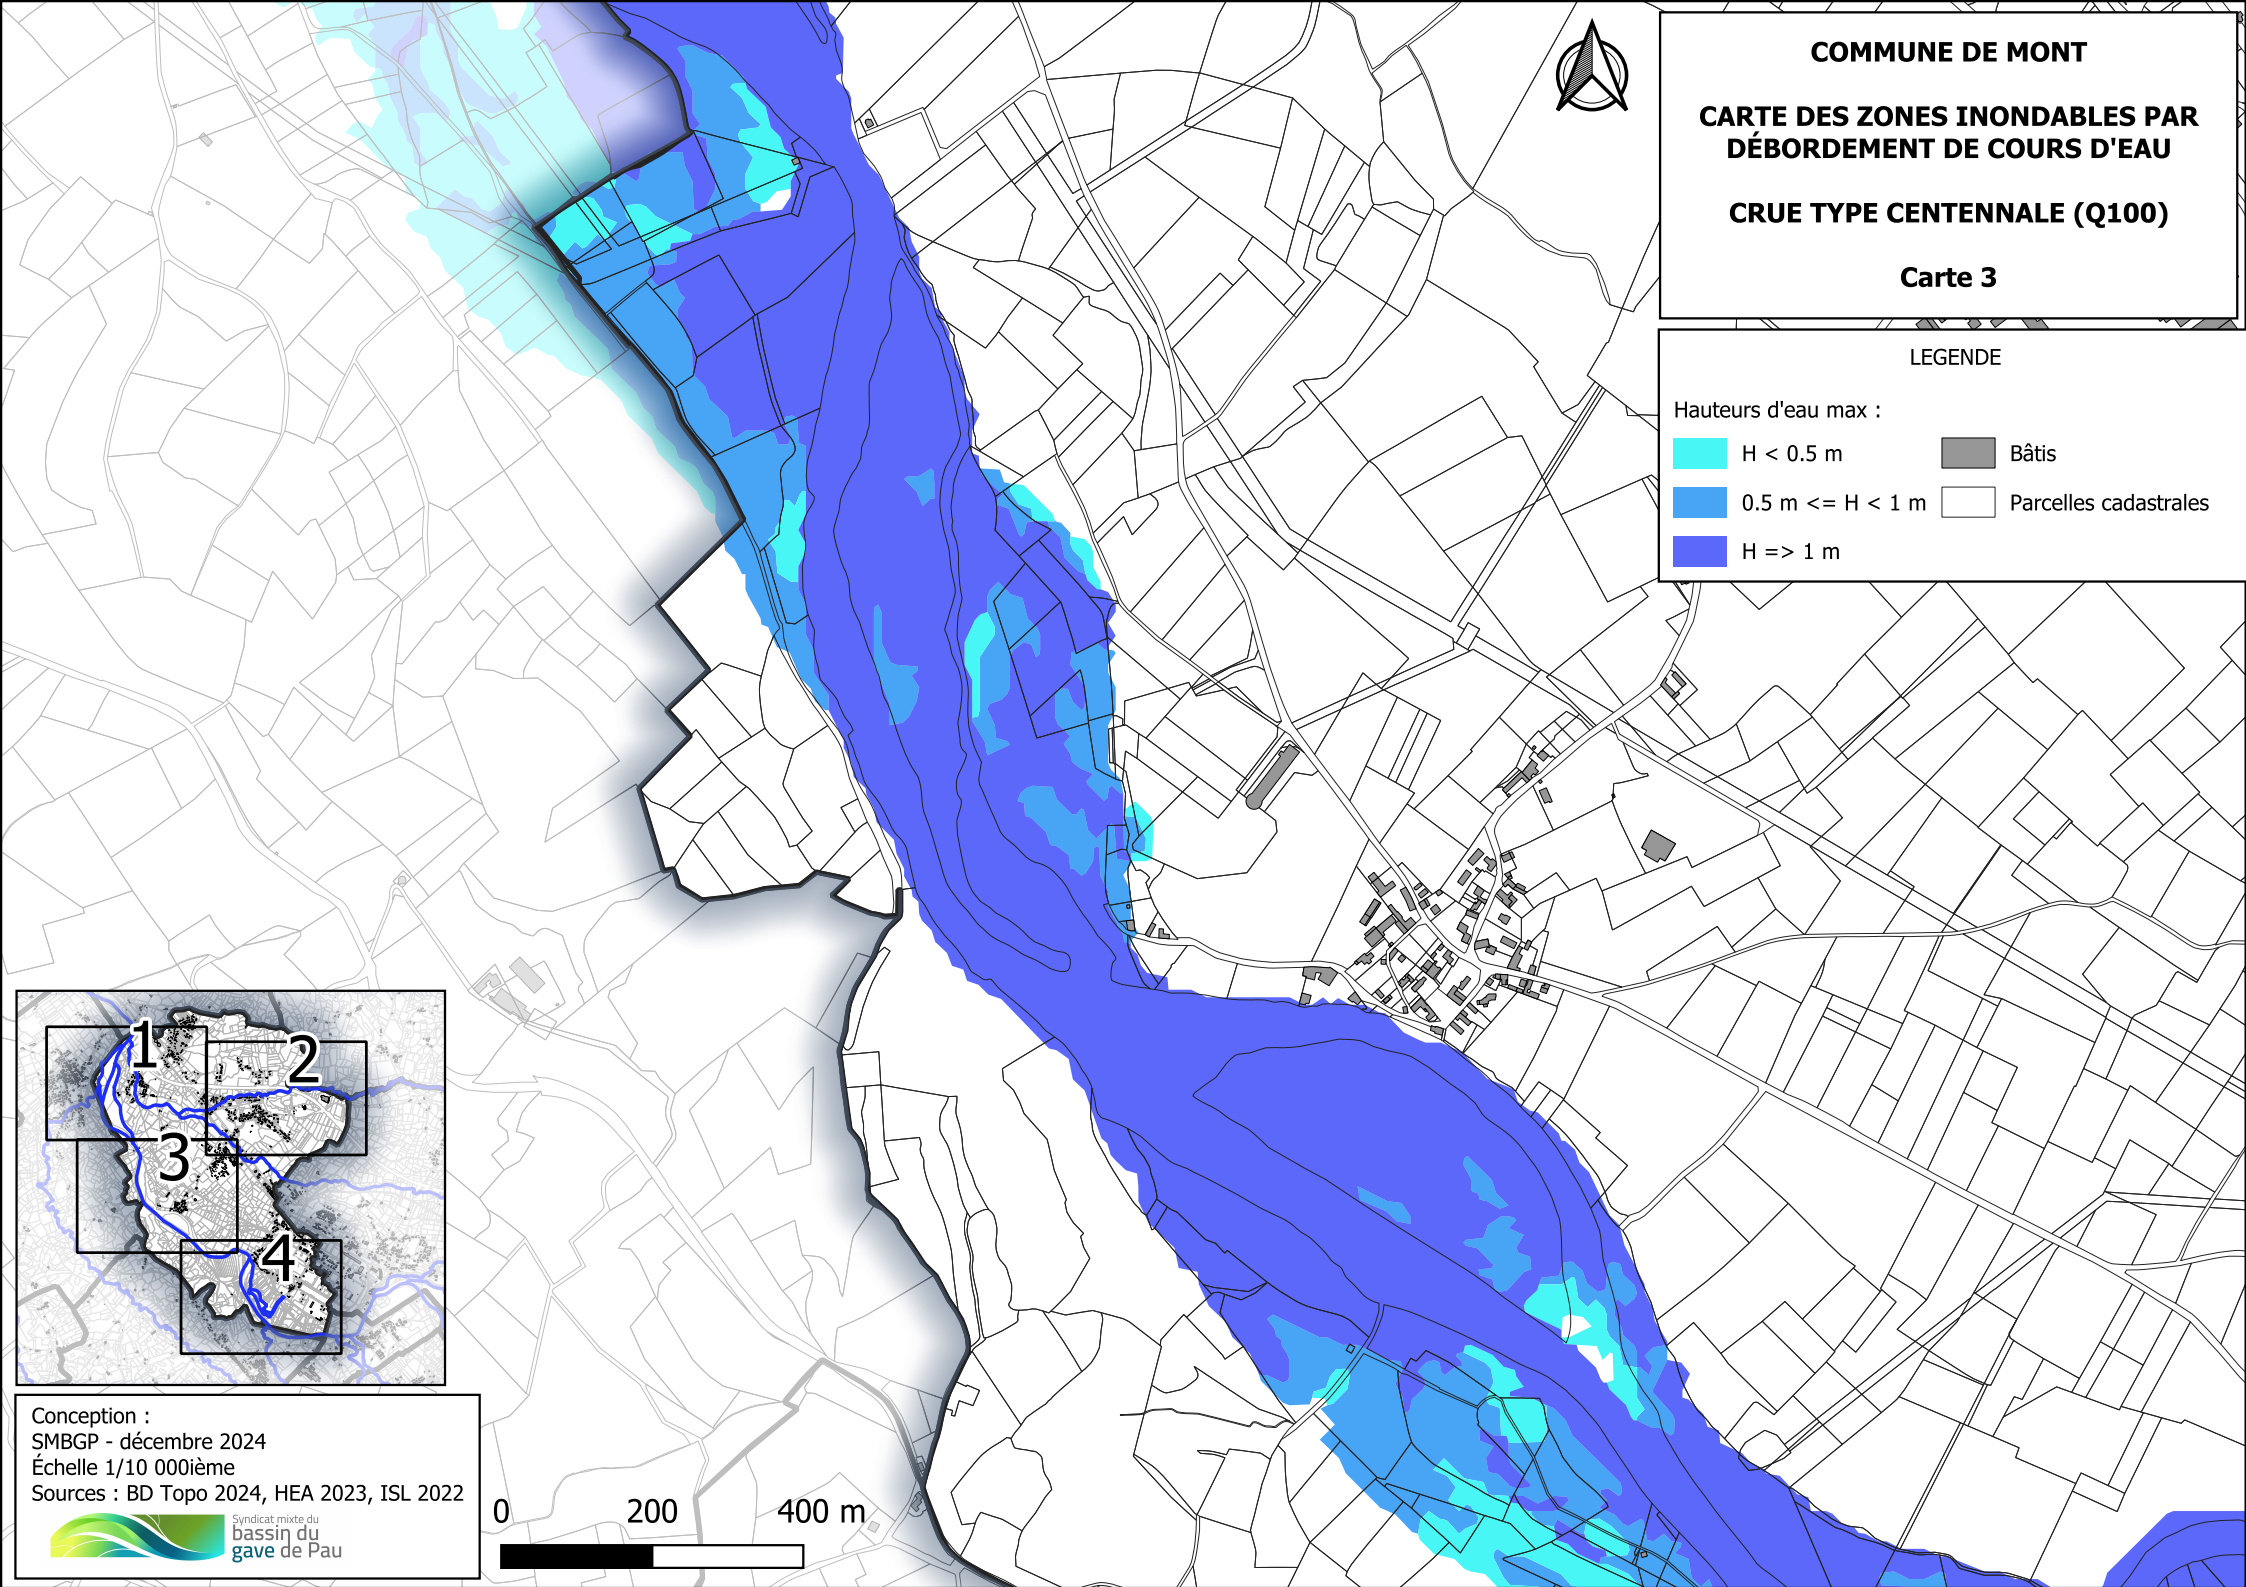 COMMUNE DE MONT
CARTE DES ZONES INONDABLES PAR
DÉBORDEMENT DE COURS D'EAU
CRUE TYPE CENTENNALE (Q100)
Carte 3
LEGENDE
Hauteurs d'eau max :
H < 0.5 m
0.5 m <= H < 1 m
H => 1 m
Bâtis
Parcelles cadastrales
1
2
3
4
Conception :
SMBGP - décembre 2024
Échelle 1/10 000ième
Sources : BD Topo 2024, HEA 2023, ISL 2022
Syndicat mixte du
bassin du
gave de Pau
0 200 400 m